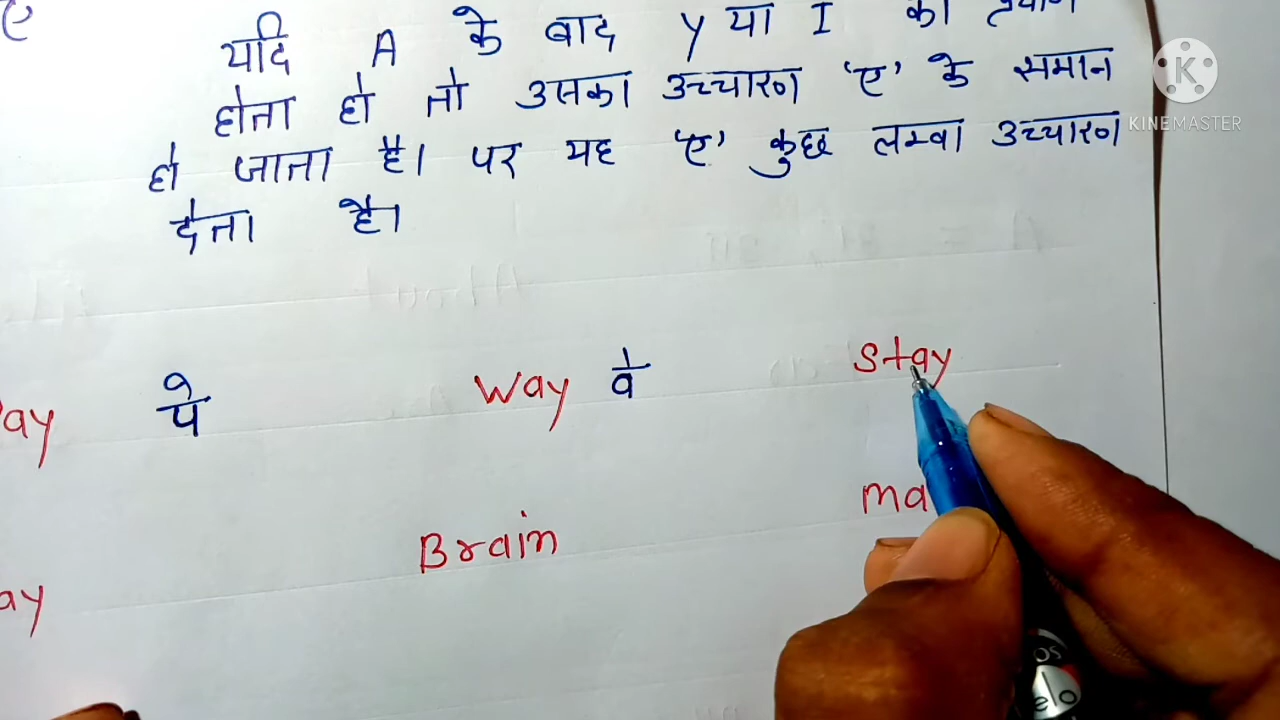 ए
यदि A के बाद y या I का प्रयोग
होता हो तो उसका उच्चारण 'ए' के समान
हो जाता है। पर यह 'ए' कुछ लम्बा उच्चारण
देता है।
ay पे Way वे Stay
Brain ma
ay
KINEMASTER